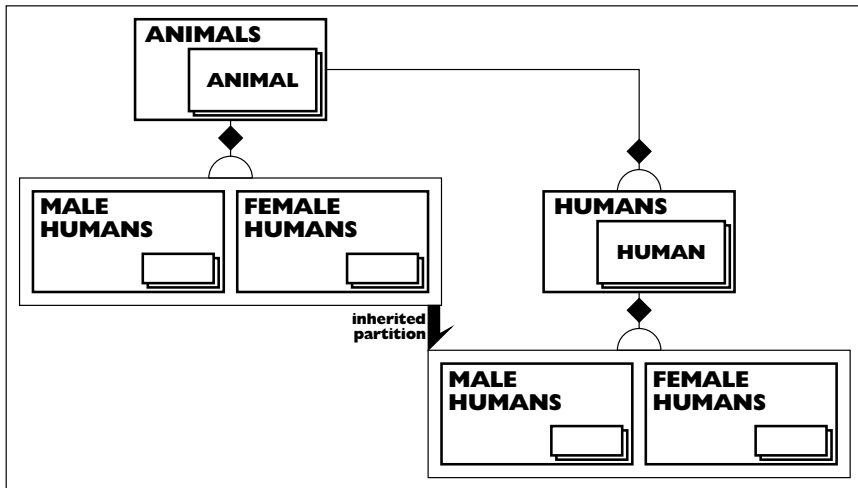 ANIMALS
ANIMAL
MALE
HUMANS
FEMALE
HUMANS
HUMANS
HUMAN
inherited
partition
MALE
HUMANS
FEMALE
HUMANS